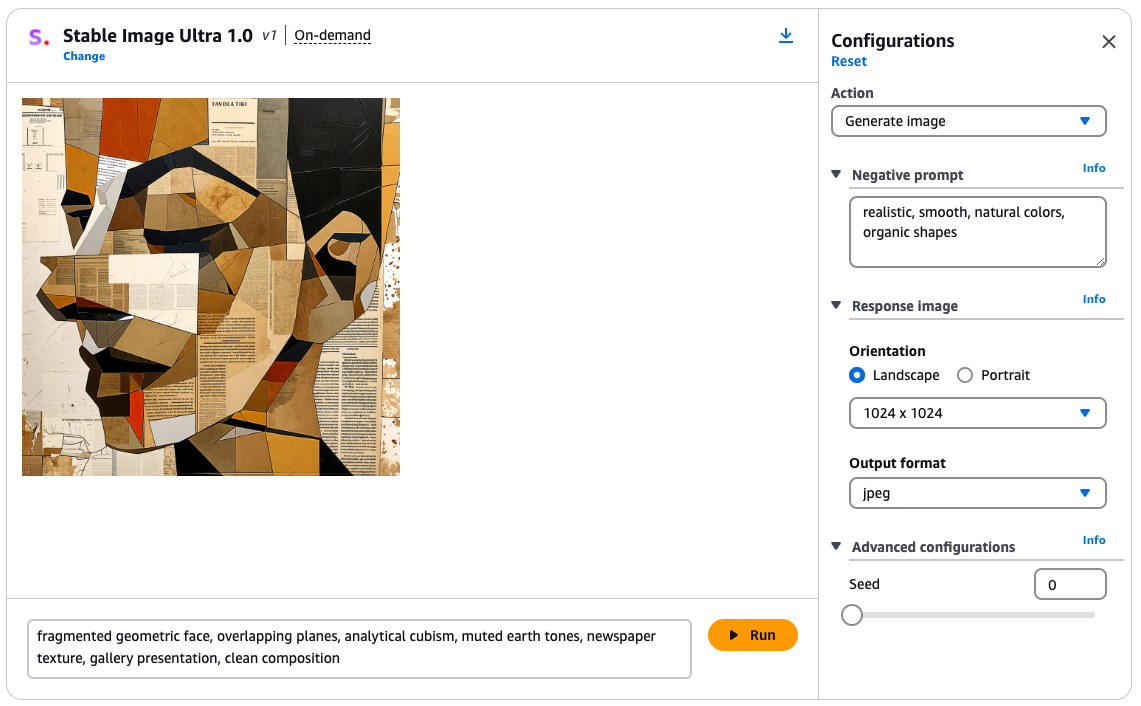 S.
Stable Image Ultra 1.0 v1 On-demand
Change
TAVOCA TIBI
fragmented geometric face, overlapping planes, analytical cubism, muted earth tones, newspaper
texture, gallery presentation, clean composition
Run
Configurations
Reset
Action
Generate image
Negative prompt Info
realistic, smooth, natural colors,
organic shapes
Response image Info
Orientation
Landscape Portrait
1024 x 1024
Output format
jpeg
Advanced configurations Info
Seed 0